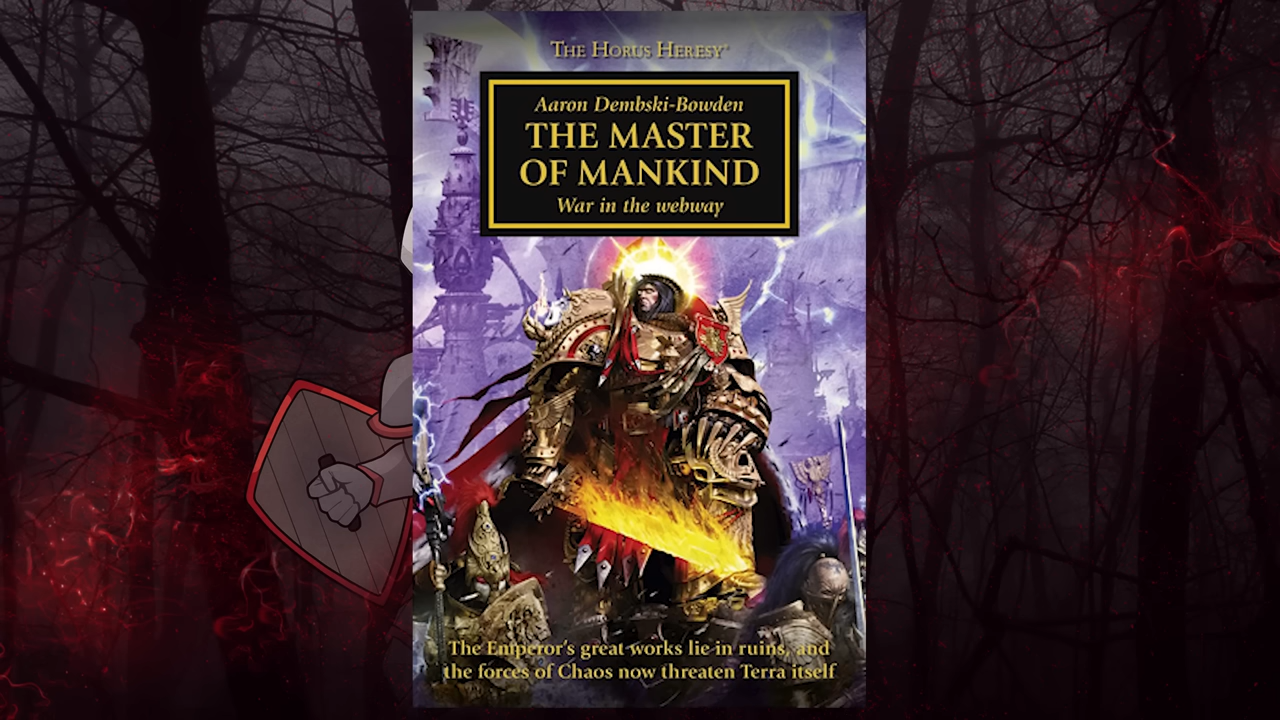 The Horus Heresy®
Aaron Dembski-Bowden
THE MASTER
OF MANKIND
War in the webway
The Emperor's great works lie in ruins, and
the forces of Chaos now threaten Terra itself